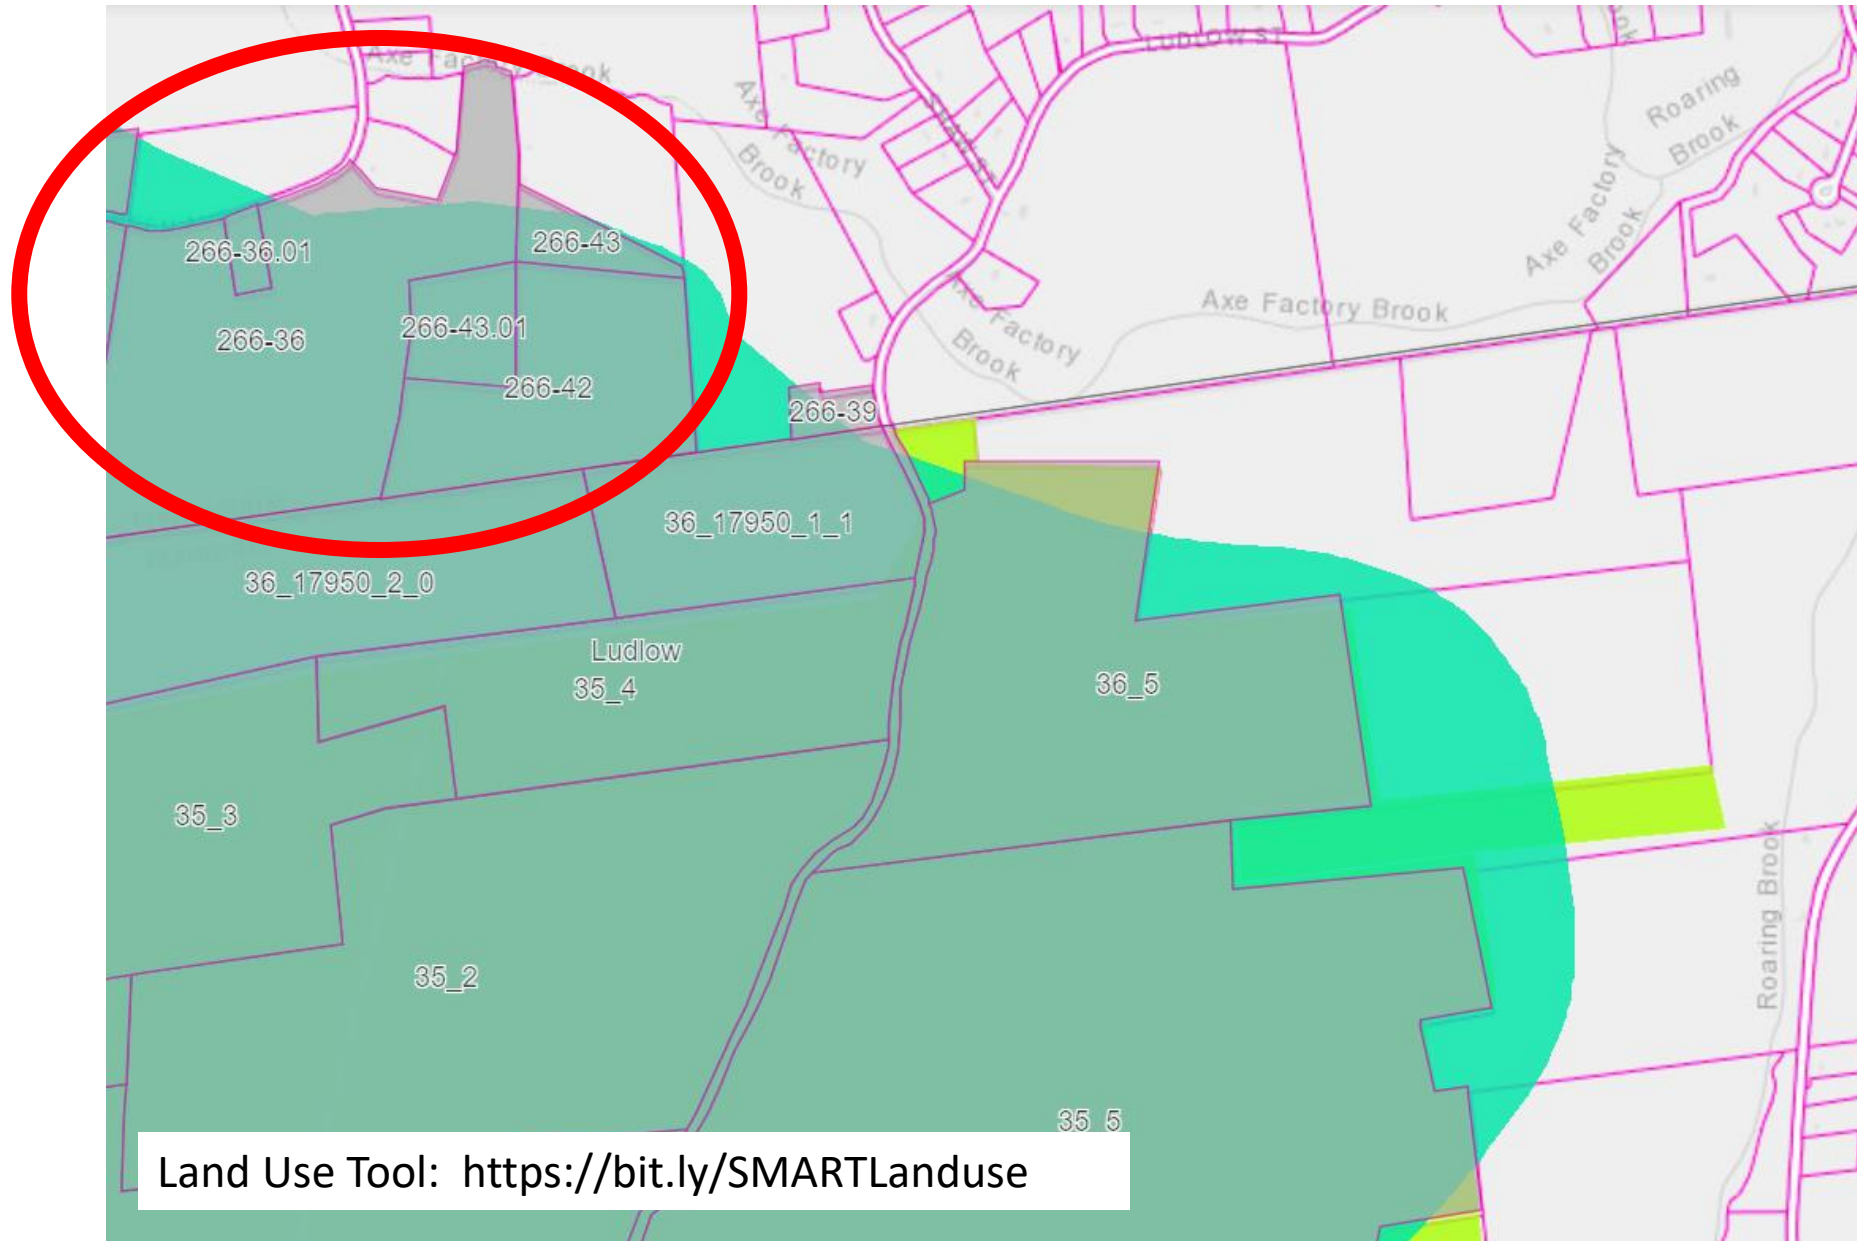 Axe Factory Brook
LUDLOW ST
SHAW ST
Axe Factory
Brook
Roaring
Brook
Axe Factory
Brook
266-36.01
266-43
266-36
266-43.01
266-42
266-39
Axe Factory
Brook
Axe Factory Brook
36_17950_1_1
36_17950_2_0
Ludlow
35_4
36_5
35_3
35_2
Roaring Brook
35_5
Land Use Tool: https://bit.ly/SMARTLanduse